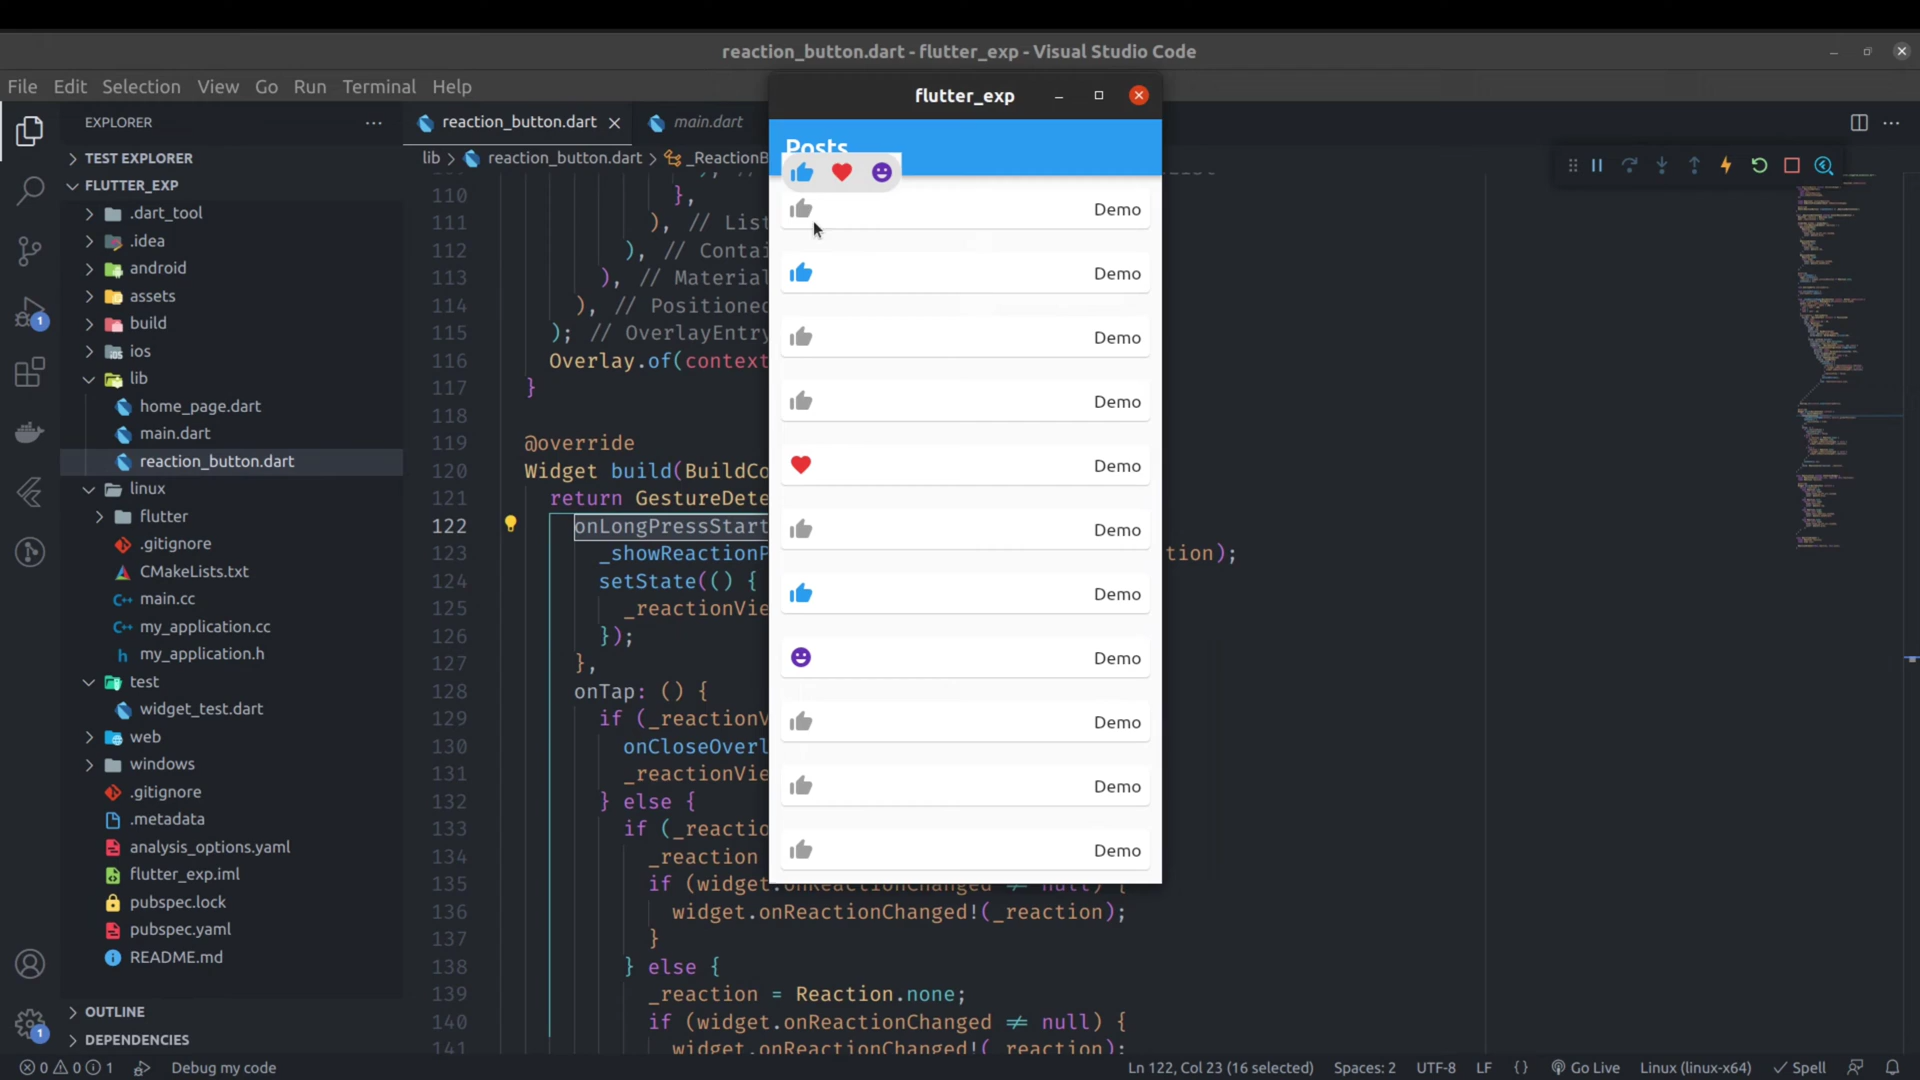 reaction_button.dart - flutter_exp - Visual Studio Code
File Edit Selection View Go Run Terminal Help
flutter_exp
EXPLORER
reaction_button.dart
main.dart
Posts
lib > reaction_button.dart > _ReactionB
TEST EXPLORER
FLUTTER_EXP
.dart_tool
.idea
android
assets
build
ios
lib
home_page.dart
main.dart
reaction_button.dart
linux
flutter
.gitignore
CMakeLists.txt
main.cc
my_application.cc
my_application.h
test
widget_test.dart
web
windows
.gitignore
.metadata
analysis_options.yaml
flutter_exp.iml
pubspec.lock
pubspec.yaml
README.md
OUTLINE
DEPENDENCIES
110 },
111 ), // List
112 ), // Contai
113 ), // Material
114 ), // Positioned
115 ); // OverlayEntry
116 Overlay.of(context
117 }
118
119 @override
120 Widget build(BuildCo
121 return GestureDete
122 onLongPressStart
123 _showReactionP tion);
124 setState(() {
125 _reactionVie
126 });
127 },
128 onTap: () {
129 if (_reactionV
130 onCloseOverl
131 _reactionVie
132 } else {
133 if (_reactio
134 _reaction
135 if (widget.onReactionChanged ≠ null) {
136 widget.onReactionChanged!(_reaction);
137 }
138 } else {
139 _reaction = Reaction.none;
140 if (widget.onReactionChanged ≠ null) {
141 widget.onReactionChanged!(_reaction);
Demo
Demo
Demo
Demo
Demo
Demo
Demo
Demo
Demo
Demo
Demo
1
1
0 0 1 Debug my code
Ln 122, Col 23 (16 selected) Spaces: 2 UTF-8 LF {} Go Live Linux (linux-x64) Spell